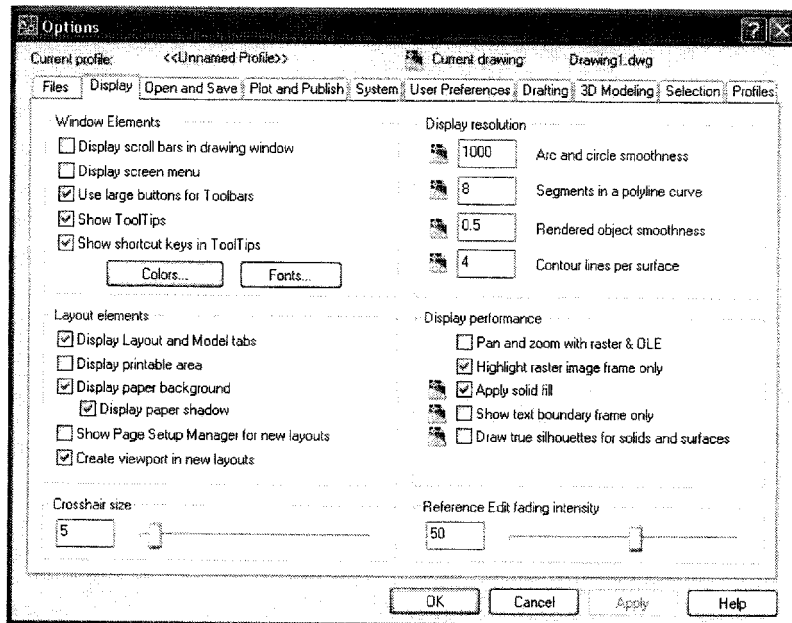 Options
Current profile: <<Unnamed Profile>> Current drawing: Drawing1.dwg
Files Display Open and Save Plot and Publish System User Preferences Drafting 3D Modeling Selection Profiles
Window Elements
Display scroll bars in drawing window
Display screen menu
Use large buttons for Toolbars
Show ToolTips
Show shortcut keys in ToolTips
Colors... Fonts...
Display resolution
1000 Arc and circle smoothness
8 Segments in a polyline curve
0.5 Rendered object smoothness
4 Contour lines per surface
Layout elements
Display Layout and Model tabs
Display printable area
Display paper background
Display paper shadow
Show Page Setup Manager for new layouts
Create viewport in new layouts
Display performance
Pan and zoom with raster & OLE
Highlight raster image frame only
Apply solid fill
Show text boundary frame only
Draw true silhouettes for solids and surfaces
Crosshair size
5
Reference Edit fading intensity
50
OK Cancel Apply Help